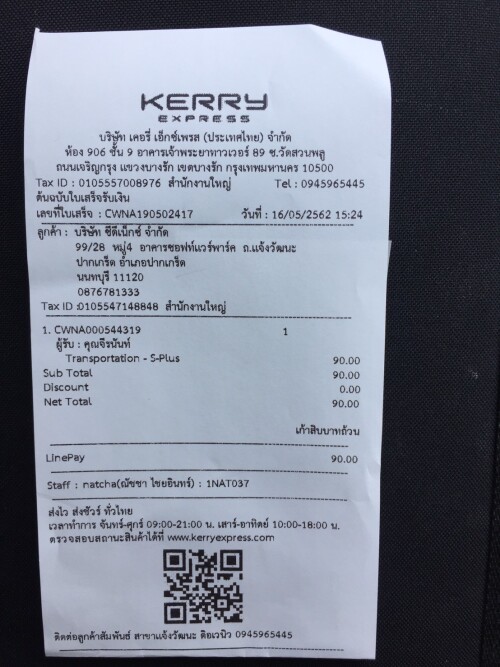 KERRY
EXPRESS
บริษัท เคอรี่ เอ็กซ์เพรส (ประเทศไทย) จำกัด
ห้อง 906 ชั้น 9 อาคารเจ้าพระยาทาวเวอร์ 89 ซ.วัดสวนพลู
ถนนเจริญกรุง แขวงบางรัก เขตบางรัก กรุงเทพมหานคร 10500
Tax ID : 0105557008976 สำนักงานใหญ่ Tel : 0945965445
ต้นฉบับใบเสร็จรับเงิน
เลขที่ใบเสร็จ : CWNA190502417 วันที่ : 16/05/2562 15:24
ลูกค้า : บริษัท ซีดีเน็กซ์ จำกัด
99/28 หมู่4 อาคารซอฟท์แวร์พาร์ค ถ.แจ้งวัฒนะ
ปากเกร็ด อำเภอปากเกร็ด
นนทบุรี 11120
0876781333
Tax ID :0105547148848 สำนักงานใหญ่
1. CWNA000544319 1
ผู้รับ : คุณจีรนันท์
Transportation - S-Plus 90.00
Sub Total 90.00
Discount 0.00
Net Total 90.00
เก้าสิบบาทถ้วน
LinePay 90.00
Staff : natcha(ณัชชา ไชยอินทร์) : 1NAT037
ส่งไว ส่งชัวร์ ทั่วไทย
เวลาทำการ จันทร์-ศุกร์ 09:00-21:00 น. เสาร์-อาทิตย์ 10:00-18:00 น.
ตรวจสอบสถานะสินค้าได้ที่ www.kerryexpress.com
ติดต่อลูกค้าสัมพันธ์ สาขาแจ้งวัฒนะ ดิอเวนิว 0945965445